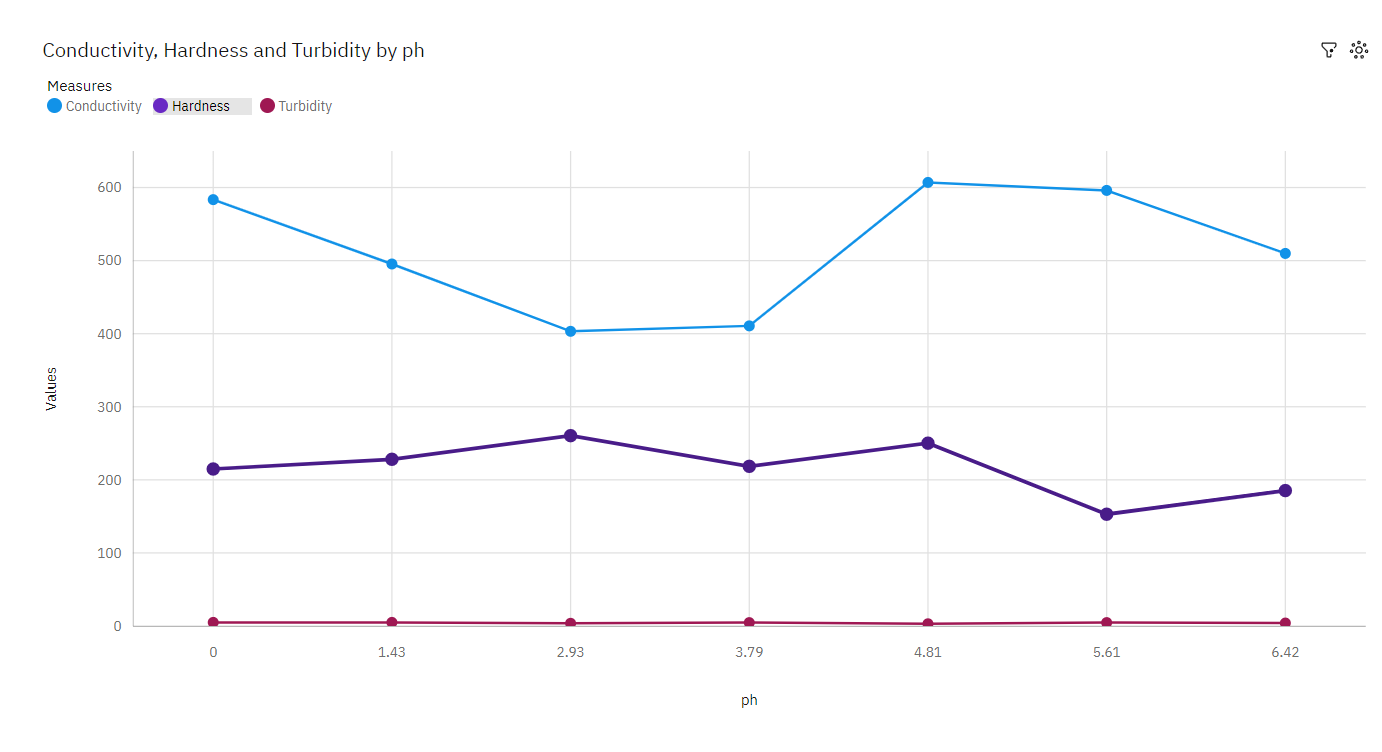 Conductivity, Hardness and Turbidity by ph
Measures
Conductivity Hardness Turbidity
600
500
400
300
200
100
0
Values
0 1.43 2.93 3.79 4.81 5.61 6.42
ph